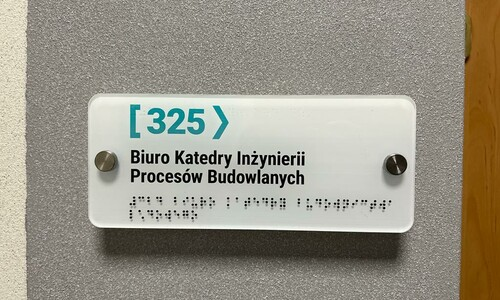 [325〉
Biuro Katedry Inżynierii
Procesów Budowlanych